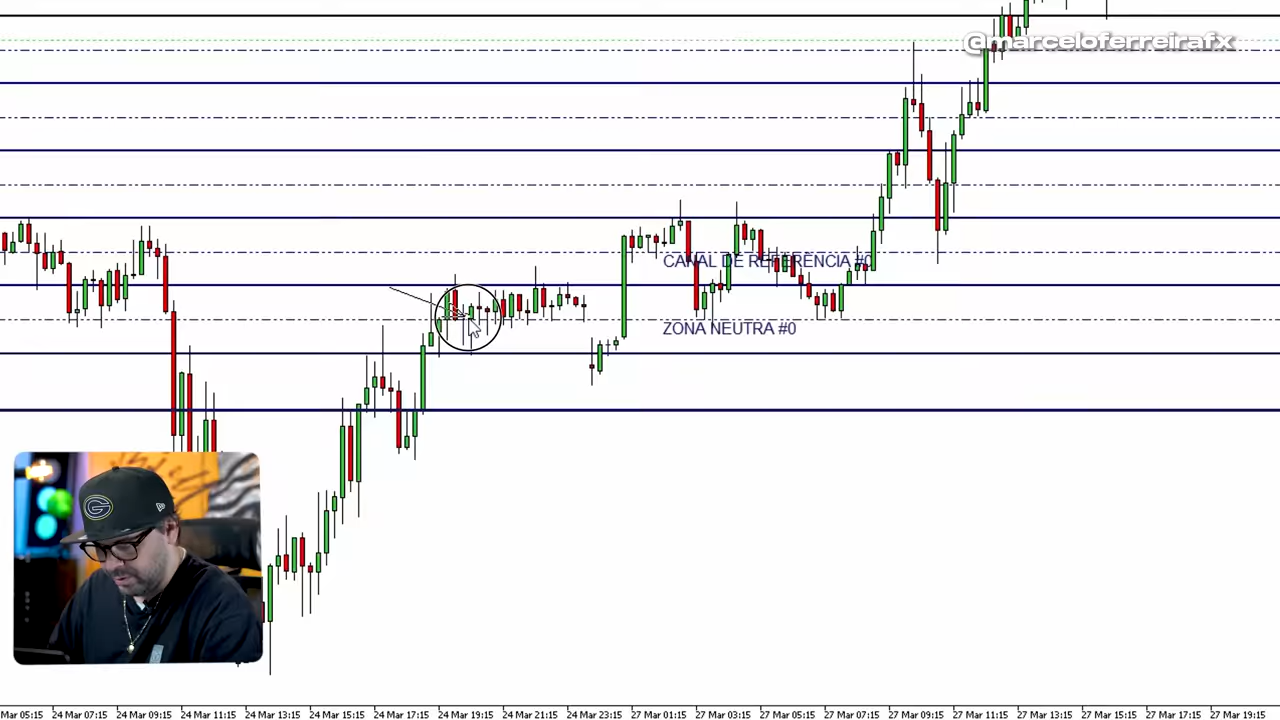 @marceloferreirafx
CANAL DE REFERÊNCIA #0
ZONA NEUTRA #0
G
Mar 05:15 24 Mar 07:15 24 Mar 09:15 24 Mar 11:15 24 Mar 13:15 24 Mar 15:15 24 Mar 17:15 24 Mar 19:15 24 Mar 21:15 24 Mar 23:15 27 Mar 01:15 27 Mar 03:15 27 Mar 05:15 27 Mar 07:15 27 Mar 09:15 27 Mar 11:15 27 Mar 13:15 27 Mar 15:15 27 Mar 17:15 27 Mar 19:15